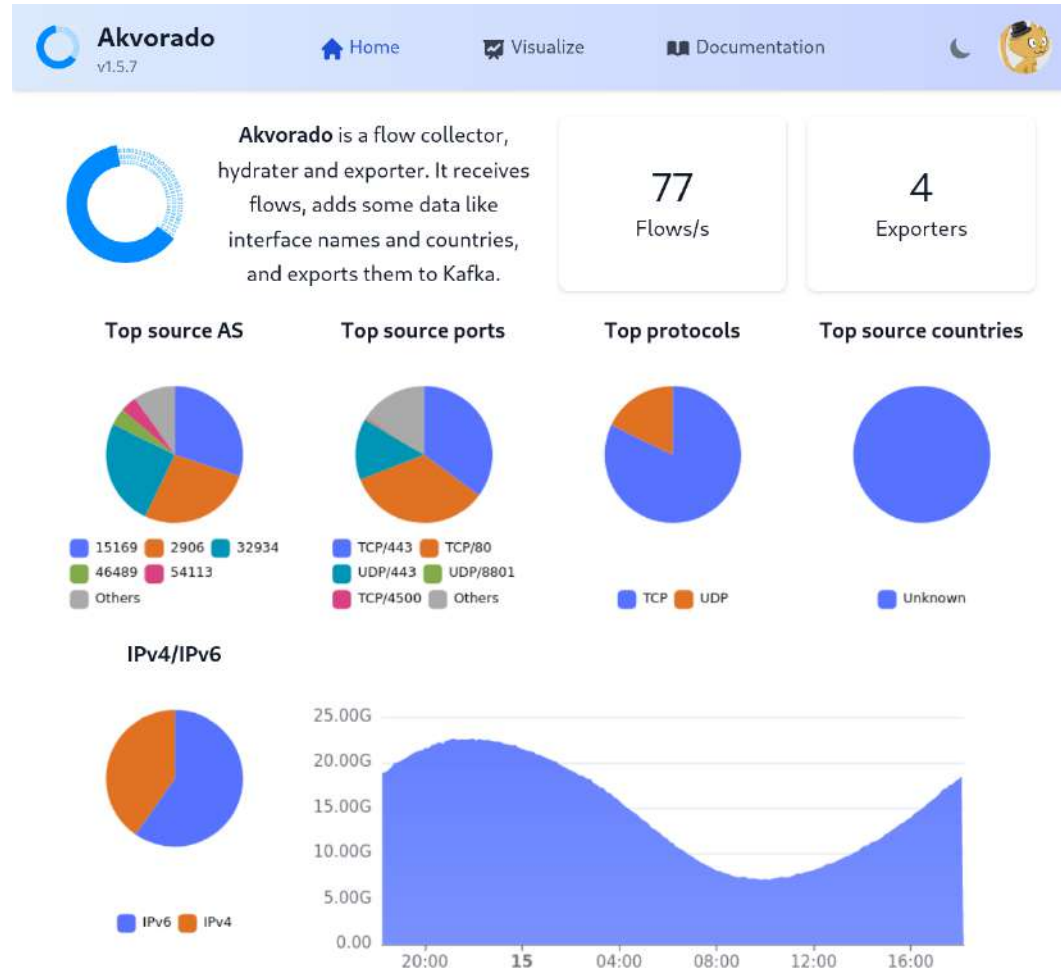 Akvorado
v1.5.7
Home
Visualize
Documentation
Akvorado is a flow collector,
hydrater and exporter. It receives
flows, adds some data like
interface names and countries,
and exports them to Kafka.
77
Flows/s
4
Exporters
Top source AS
15169 2906 32934
46489 54113
Others
Top source ports
TCP/443 TCP/80
UDP/443 UDP/8801
TCP/4500 Others
Top protocols
TCP UDP
Top source countries
Unknown
IPv4/IPv6
IPv6 IPv4
25.00G
20.00G
15.00G
10.00G
5.00G
0.00
20:00 15 04:00 08:00 12:00 16:00